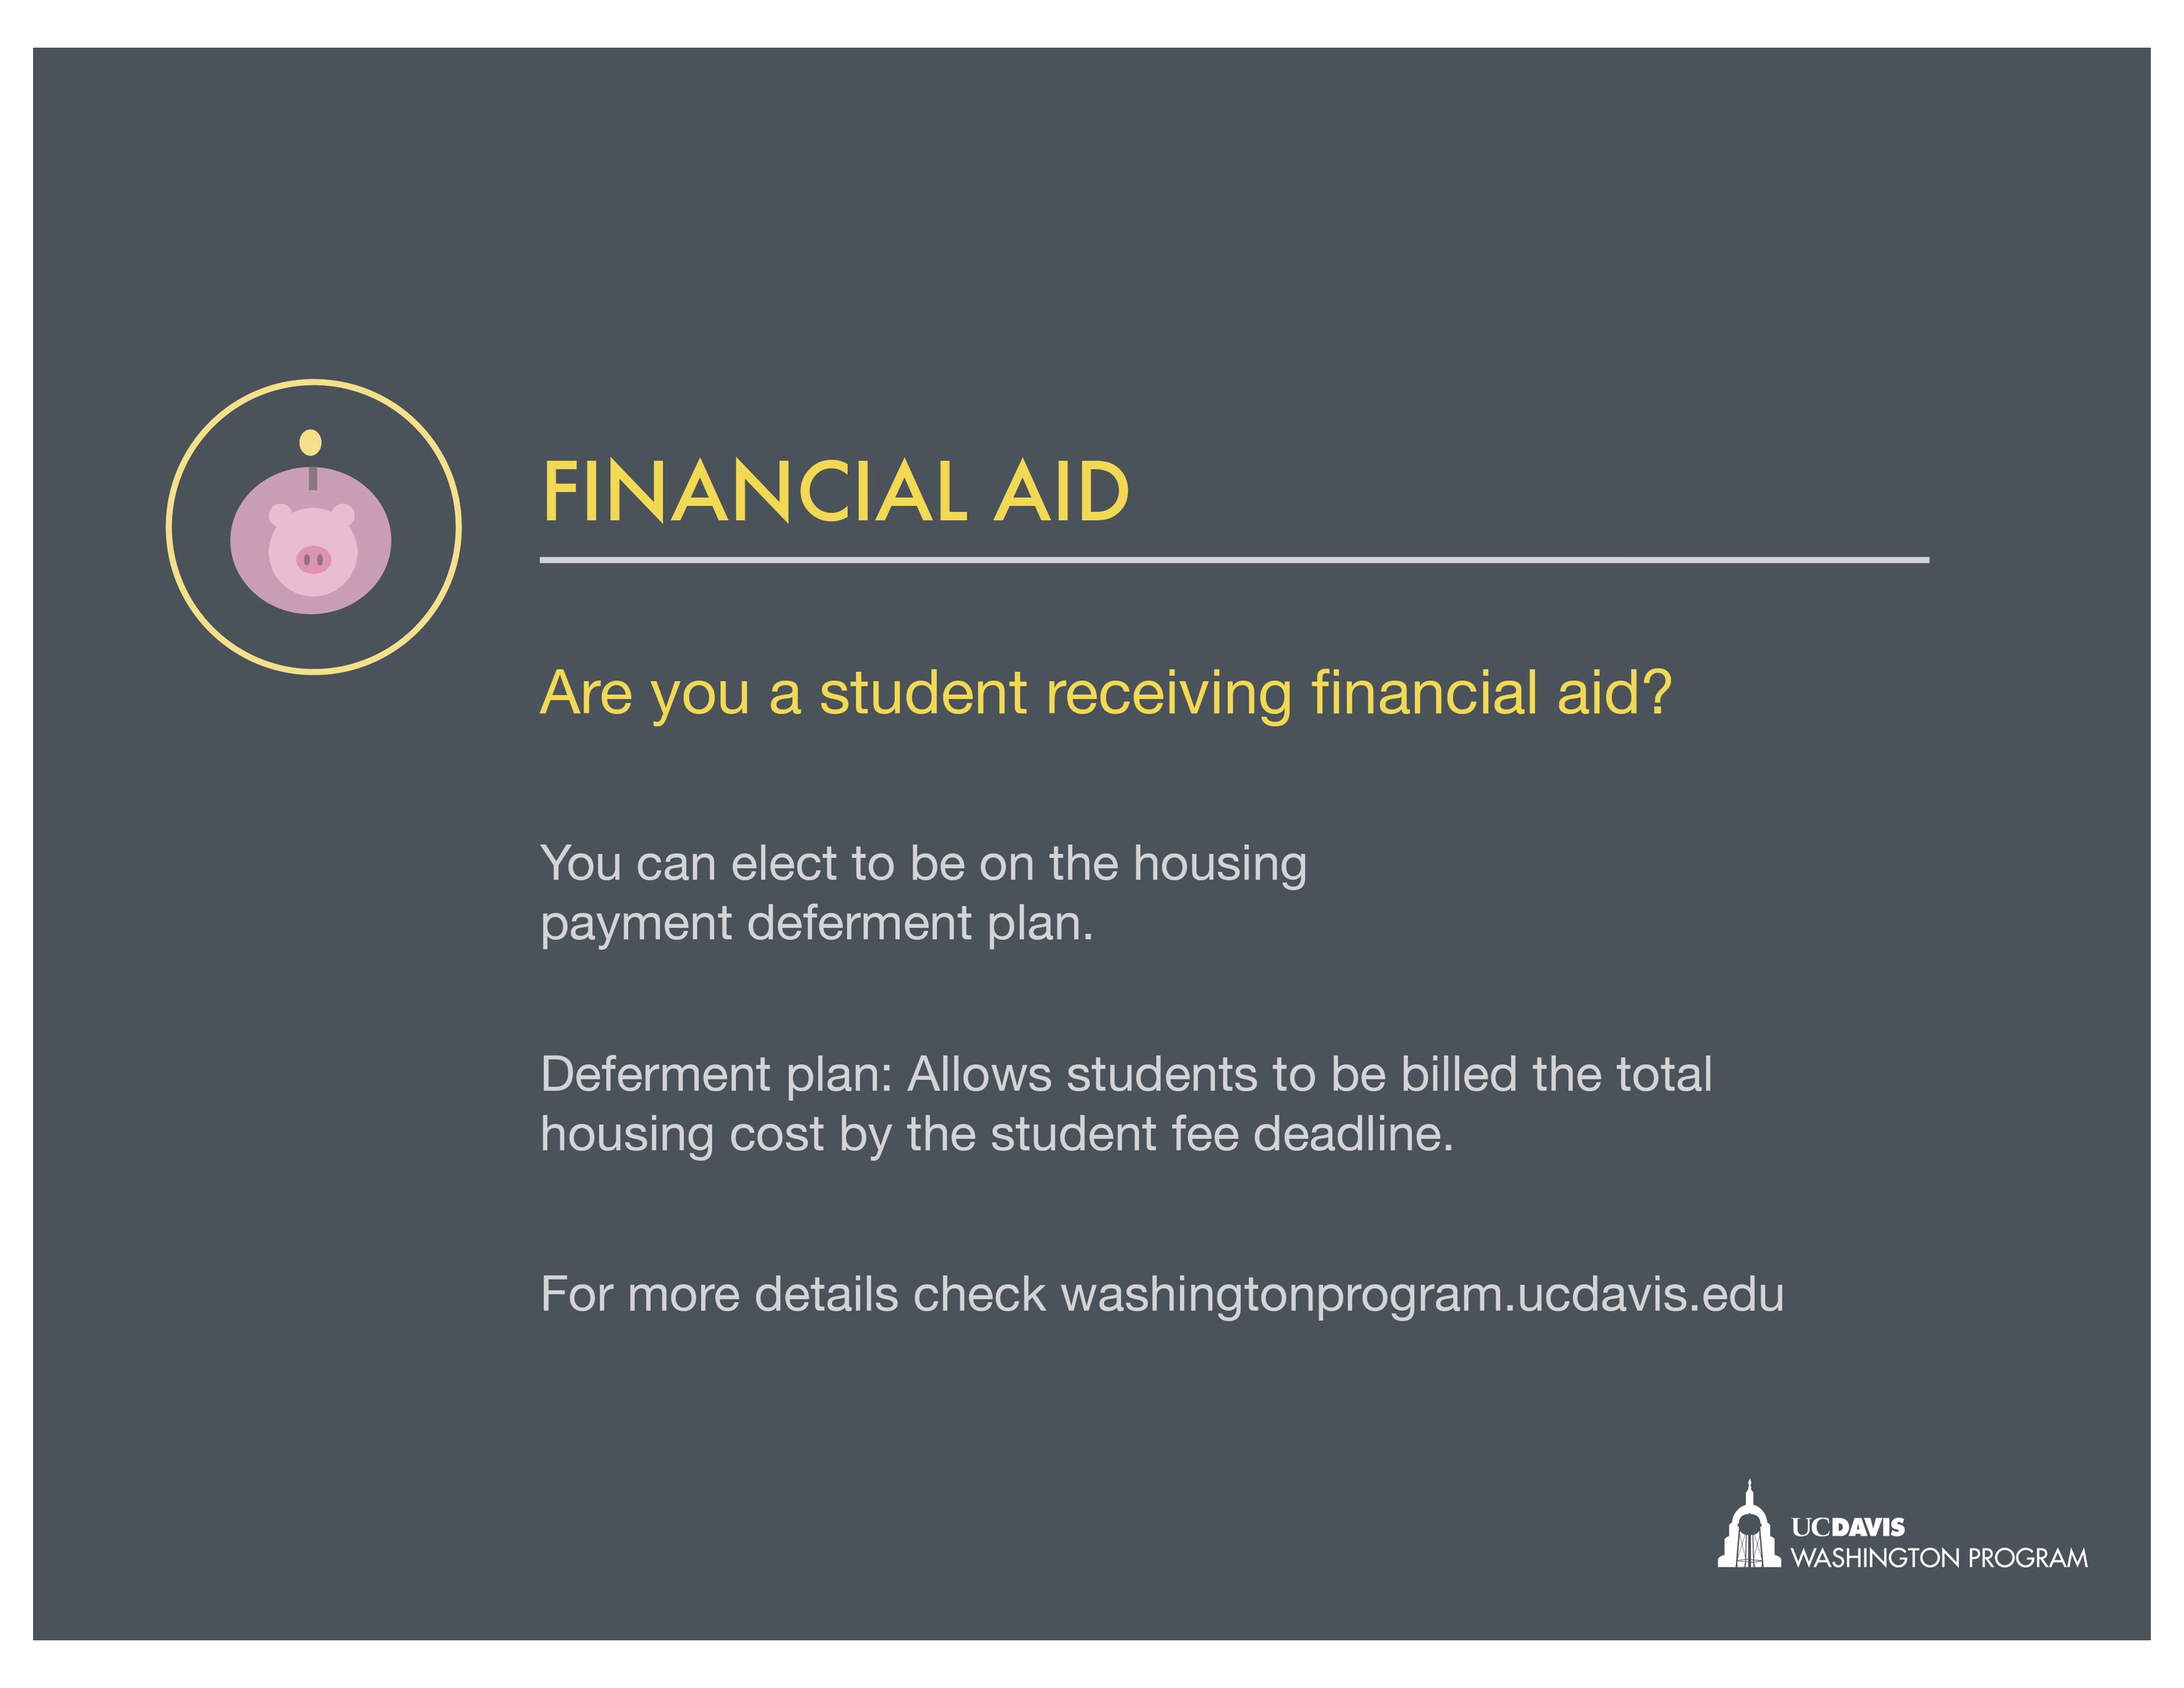 FINANCIAL AID
Are you a student receiving financial aid?
You can elect to be on the housing
payment deferment plan.
Deferment plan: Allows students to be billed the total
housing cost by the student fee deadline.
For more details check washingtonprogram.ucdavis.edu
UCDAVIS
WASHINGTON PROGRAM